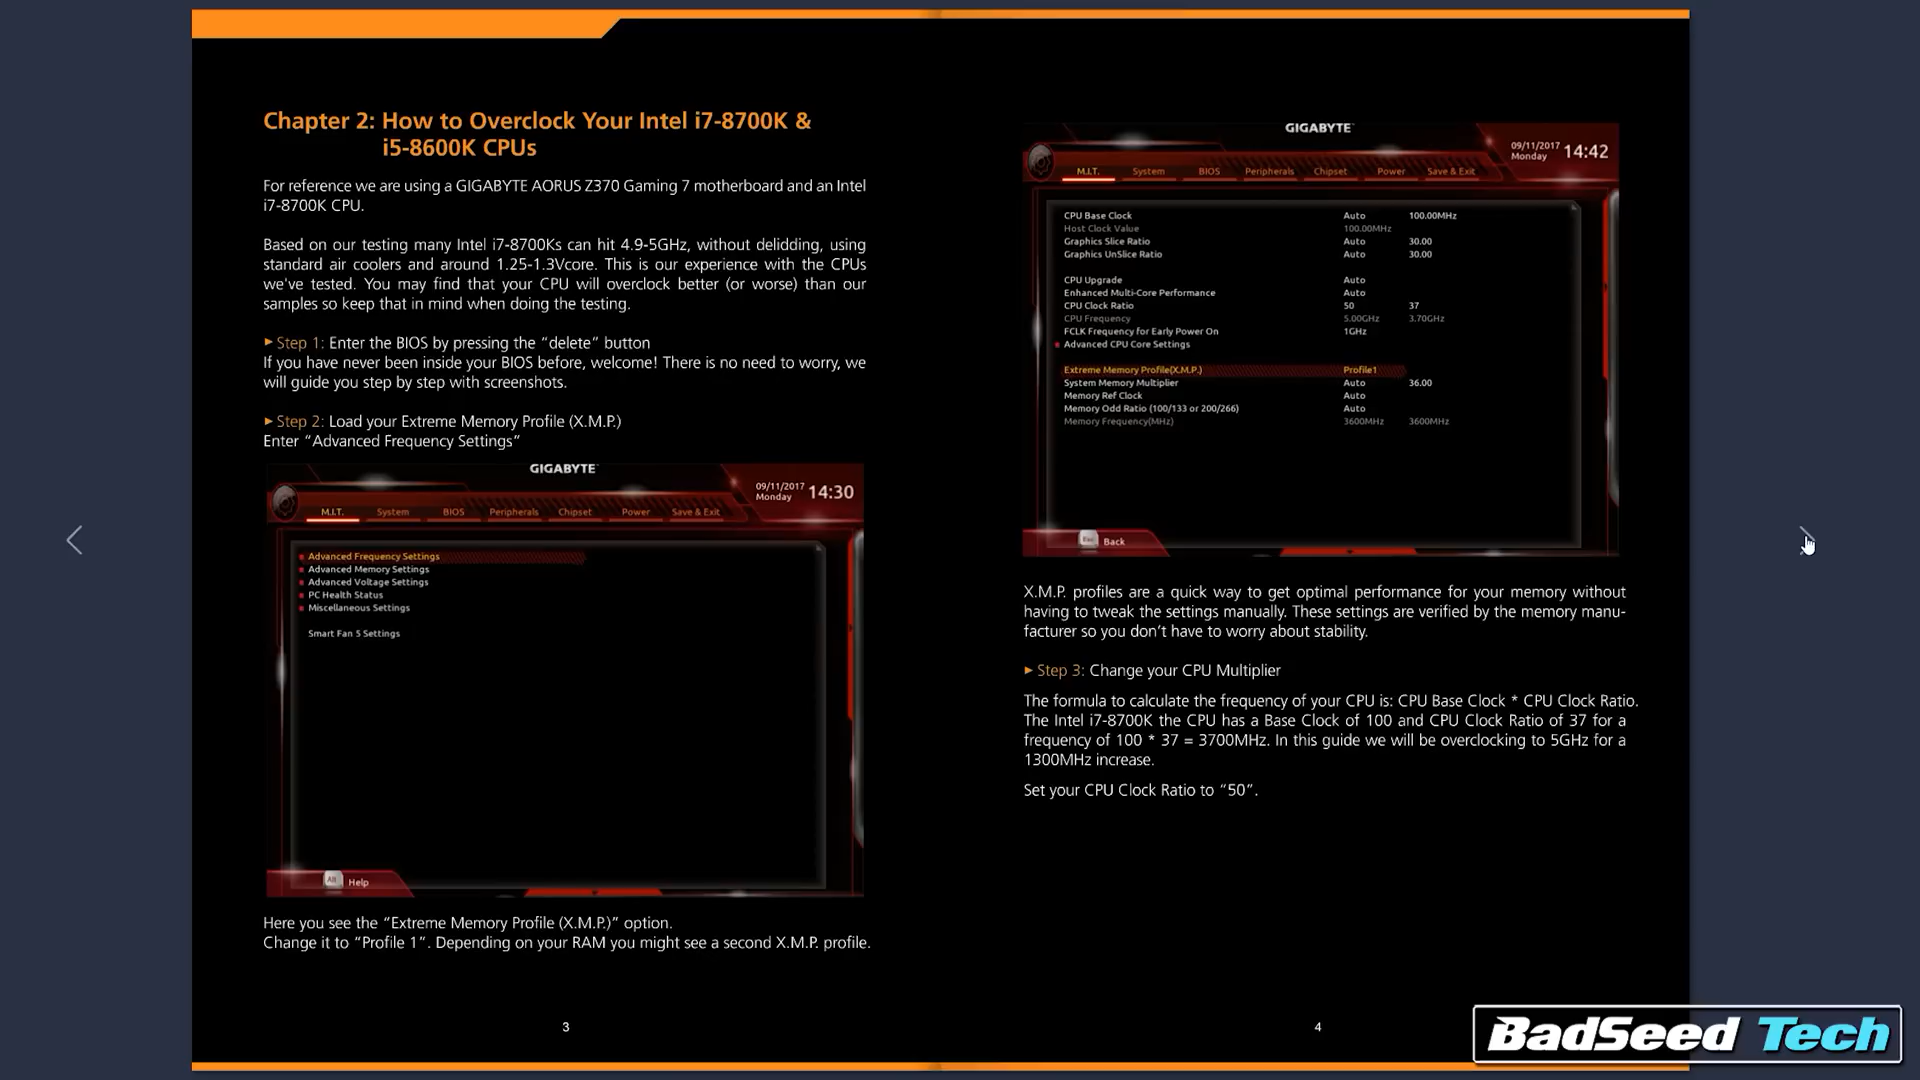 Chapter 2: How to Overclock Your Intel i7-8700K &
i5-8600K CPUs
For reference we are using a GIGABYTE AORUS Z370 Gaming 7 motherboard and an Intel
i7-8700K CPU.
Based on our testing many Intel i7-8700Ks can hit 4.9-5GHz, without delidding, using
standard air coolers and around 1.25-1.3Vcore. This is our experience with the CPUs
we've tested. You may find that your CPU will overclock better (or worse) than our
samples so keep that in mind when doing the testing.
Step 1: Enter the BIOS by pressing the “delete” button
If you have never been inside your BIOS before, welcome! There is no need to worry, we
will guide you step by step with screenshots.
Step 2: Load your Extreme Memory Profile (X.M.P.)
Enter “Advanced Frequency Settings”
GIGABYTE
09/11/2017
Monday 14:30
M.I.T. System BIOS Peripherals Chipset Power Save & Exit
Advanced Frequency Settings
Advanced Memory Settings
Advanced Voltage Settings
PC Health Status
Miscellaneous Settings
Smart Fan 5 Settings
Alt Help
Here you see the “Extreme Memory Profile (X.M.P.)” option.
Change it to “Profile 1”. Depending on your RAM you might see a second X.M.P. profile.
3
GIGABYTE
09/11/2017
Monday 14:42
M.I.T. System BIOS Peripherals Chipset Power Save & Exit
CPU Base Clock Auto 100.00MHz
Host Clock Value 100.00MHz
Graphics Slice Ratio Auto 30.00
Graphics UnSlice Ratio Auto 30.00
CPU Upgrade Auto
Enhanced Multi-Core Performance Auto
CPU Clock Ratio 50 37
CPU Frequency 5.00GHz 3.70GHz
FCLK Frequency for Early Power On 1GHz
Advanced CPU Core Settings
Extreme Memory Profile(X.M.P.) Profile1
System Memory Multiplier Auto 36.00
Memory Ref Clock Auto
Memory Odd Ratio (100/133 or 200/266) Auto
Memory Frequency(MHz) 3600MHz 3600MHz
Esc Back
X.M.P. profiles are a quick way to get optimal performance for your memory without
having to tweak the settings manually. These settings are verified by the memory manu-
facturer so you don’t have to worry about stability.
Step 3: Change your CPU Multiplier
The formula to calculate the frequency of your CPU is: CPU Base Clock * CPU Clock Ratio.
The Intel i7-8700K the CPU has a Base Clock of 100 and CPU Clock Ratio of 37 for a
frequency of 100 * 37 = 3700MHz. In this guide we will be overclocking to 5GHz for a
1300MHz increase.
Set your CPU Clock Ratio to “50”.
4
BadSeed Tech